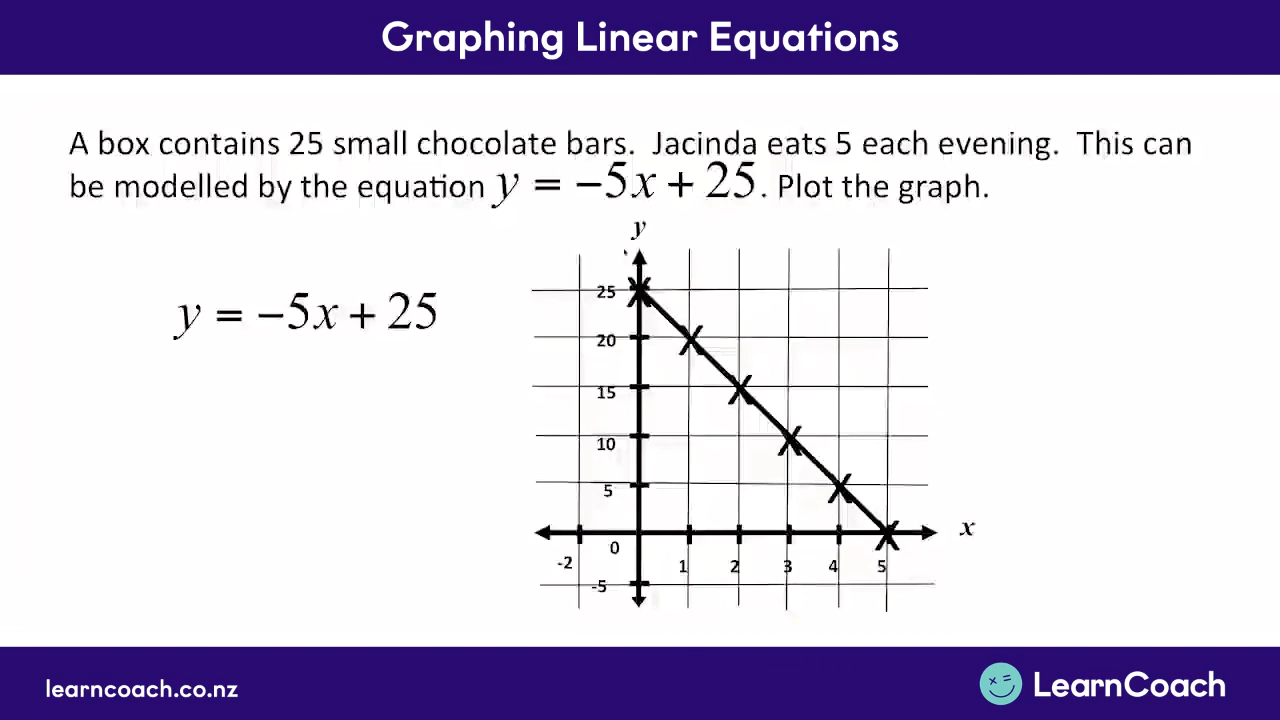 Graphing Linear Equations
A box contains 25 small chocolate bars. Jacinda eats 5 each evening. This can
be modelled by the equation y = −5x + 25. Plot the graph.
y
y = −5x + 25
25
20
15
10
5
x
0
-2 1 2 3 4 5
-5
learncoach.co.nz
LearnCoach